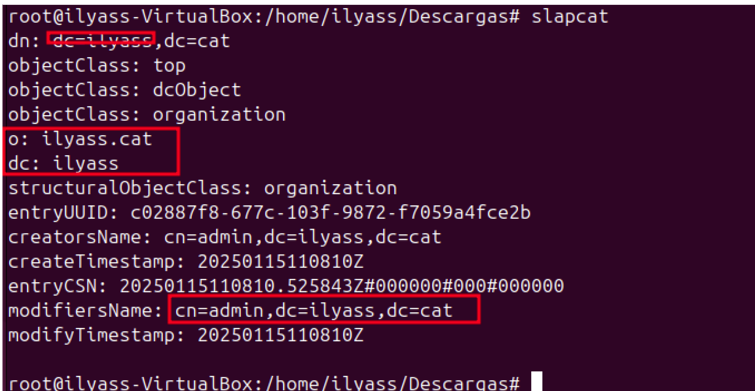 root@ilyass-VirtualBox:/home/ilyass/Descargas# slapcat
dn: dc=ilyass,dc=cat
objectClass: top
objectClass: dcObject
objectClass: organization
o: ilyass.cat
dc: ilyass
structuralObjectClass: organization
entryUUID: c02887f8-677c-103f-9872-f7059a4fce2b
creatorsName: cn=admin,dc=ilyass,dc=cat
createTimestamp: 20250115110810Z
entryCSN: 20250115110810.525843Z#000000#000#000000
modifiersName: cn=admin,dc=ilyass,dc=cat
modifyTimestamp: 20250115110810Z
root@ilyass-VirtualBox:/home/ilyass/Descargas#